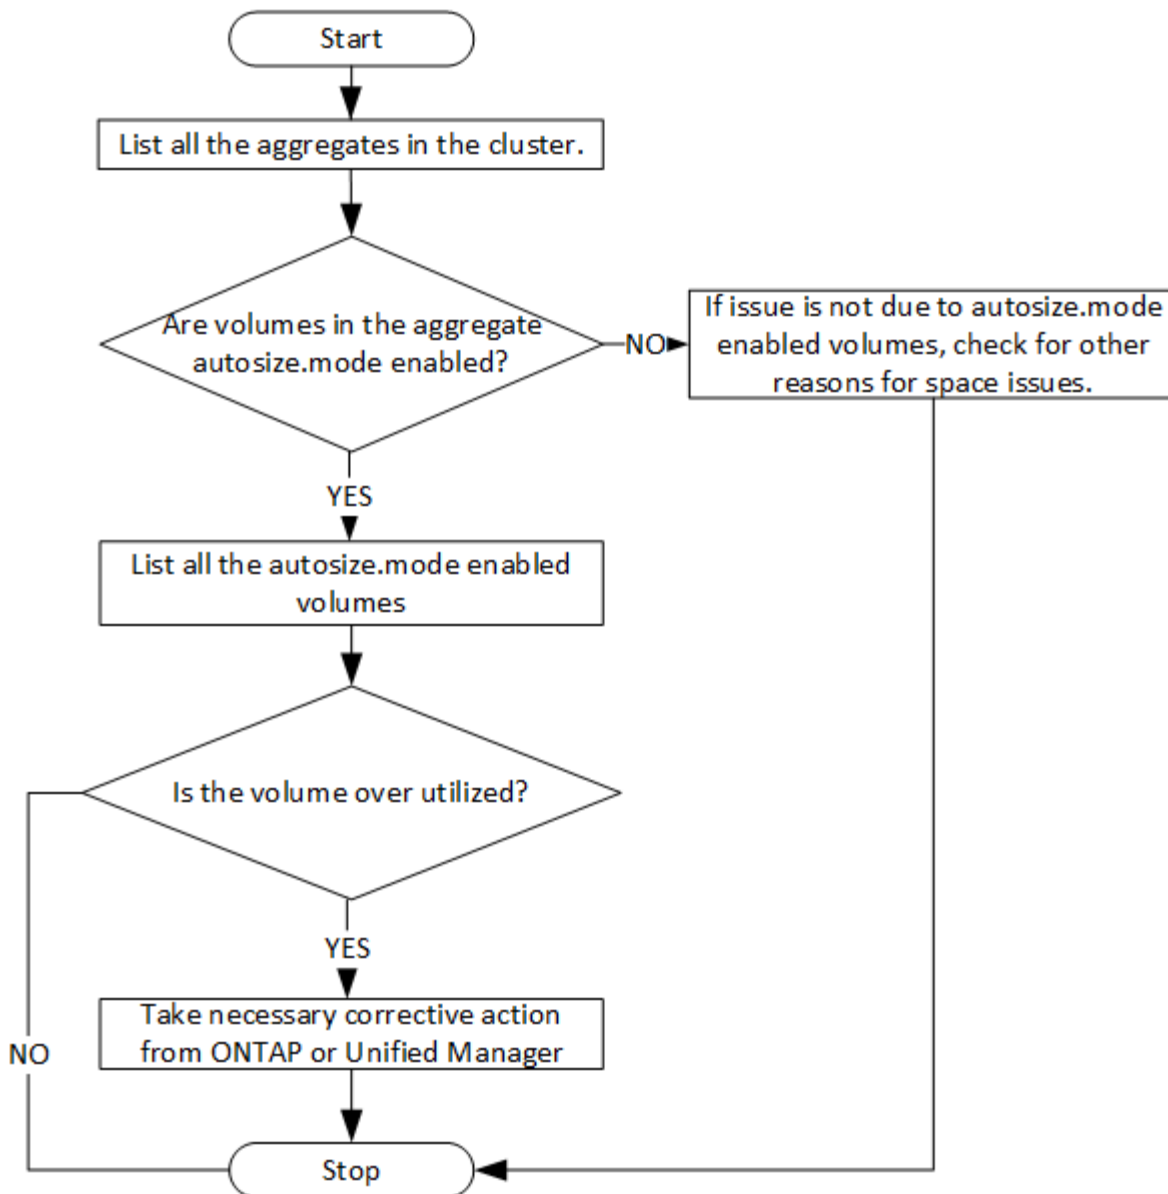 Start
List all the aggregates in the cluster.
Are volumes in the aggregate
autosize.mode enabled?
NO
If issue is not due to autosize.mode
enabled volumes, check for other
reasons for space issues.
YES
List all the autosize.mode enabled
volumes
Is the volume over utilized?
YES
Take necessary corrective action
from ONTAP or Unified Manager
NO
Stop